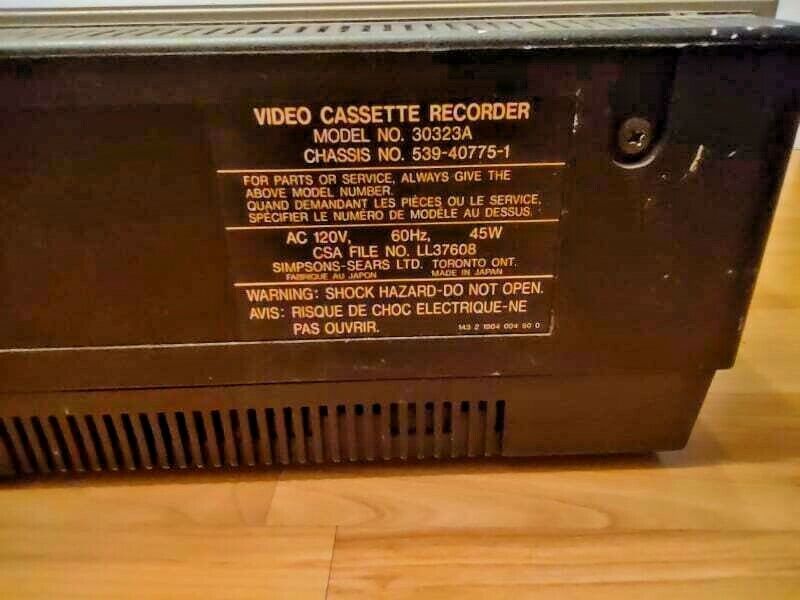 VIDEO CASSETTE RECORDER
MODEL NO. 30323A
CHASSIS NO. 539-40775-1
FOR PARTS OR SERVICE, ALWAYS GIVE THE
ABOVE MODEL NUMBER.
QUAND DEMANDANT LES PIÈCES OU LE SERVICE,
SPÉCIFIER LE NUMÉRO DE MODÈLE AU DESSUS.
AC 120V, 60Hz, 45W
CSA FILE NO. LL37608
SIMPSONS-SEARS LTD. TORONTO ONT.
FABRIQUE AU JAPON MADE IN JAPAN
WARNING: SHOCK HAZARD-DO NOT OPEN.
AVIS: RISQUE DE CHOC ELECTRIQUE-NE
PAS OUVRIR.
143 2 1004 004 60 0